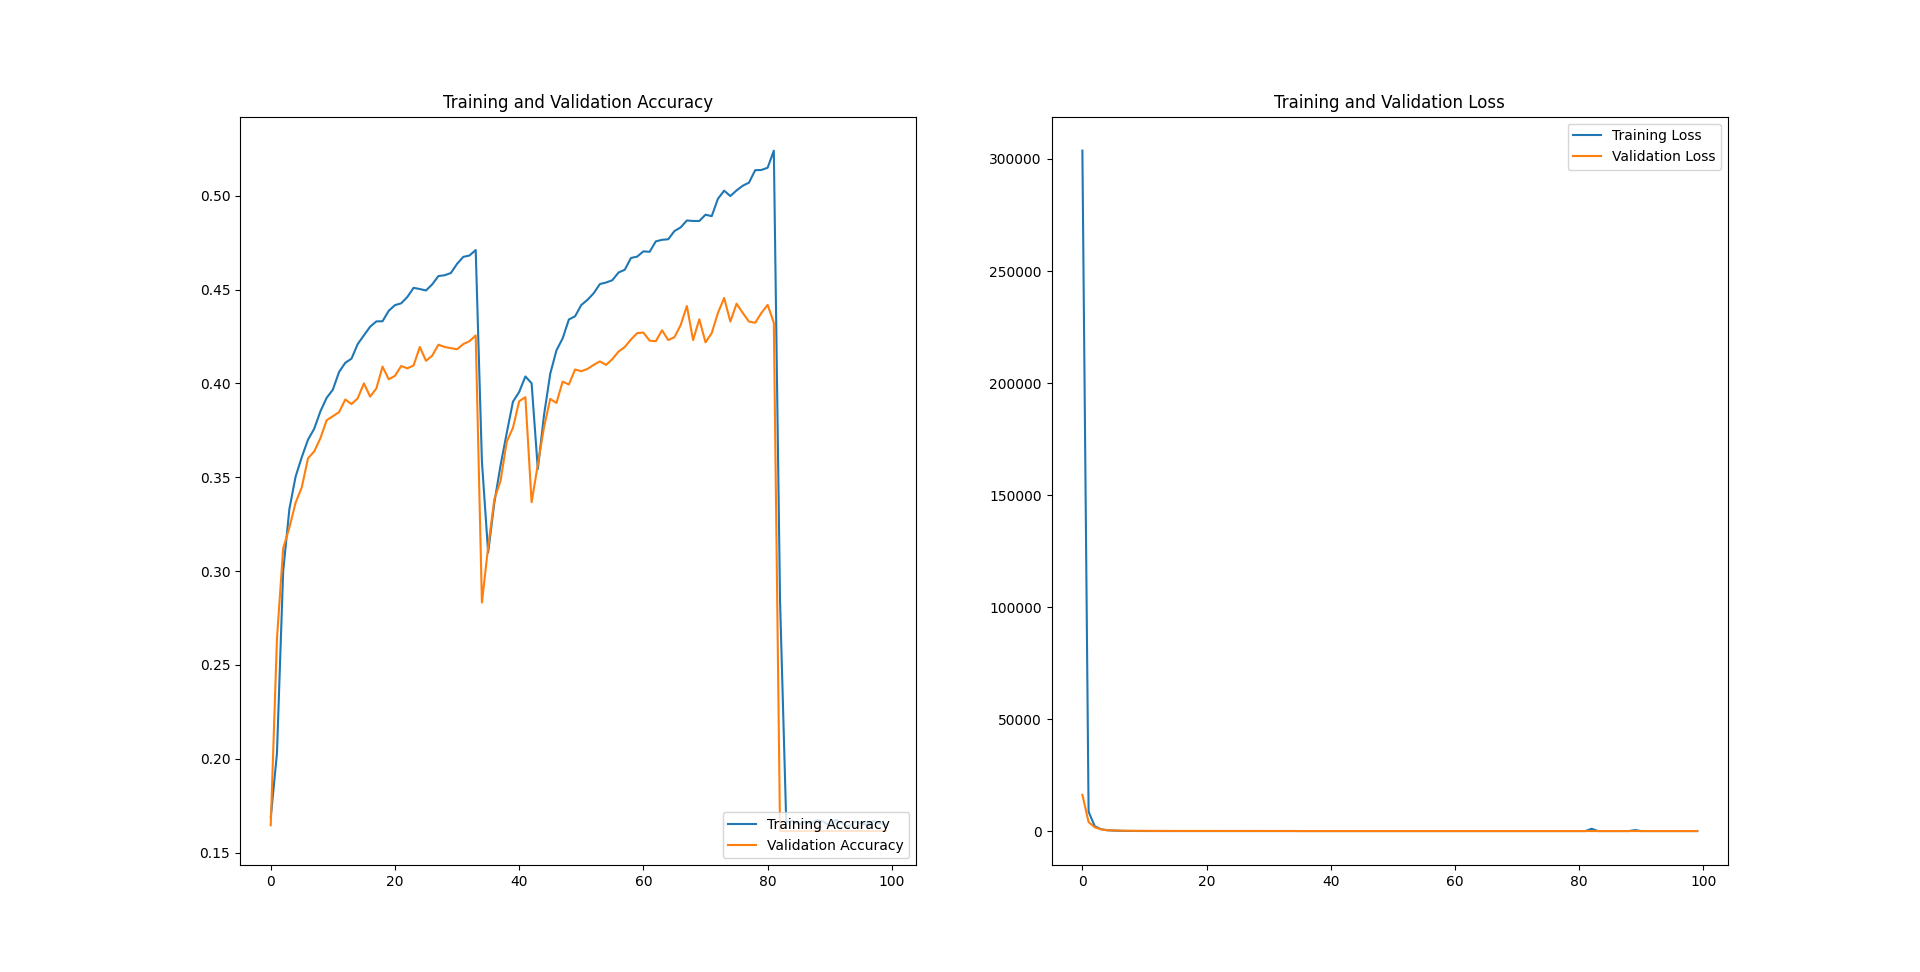 Training and Validation Accuracy
0.50
0.45
0.40
0.35
0.30
0.25
0.20
0.15
0 20 40 60 80 100
Training Accuracy
Validation Accuracy
Training and Validation Loss
300000
250000
200000
150000
100000
50000
0
0 20 40 60 80 100
Training Loss
Validation Loss